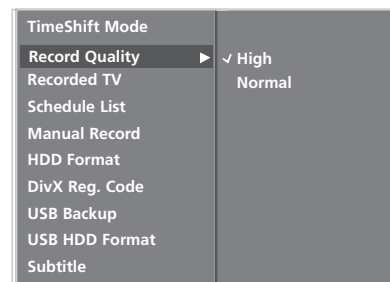 TimeShift Mode
Record Quality ▶ ✓ High
Recorded TV
Normal
Schedule List
Manual Record
HDD Format
DivX Reg. Code
USB Backup
USB HDD Format
Subtitle